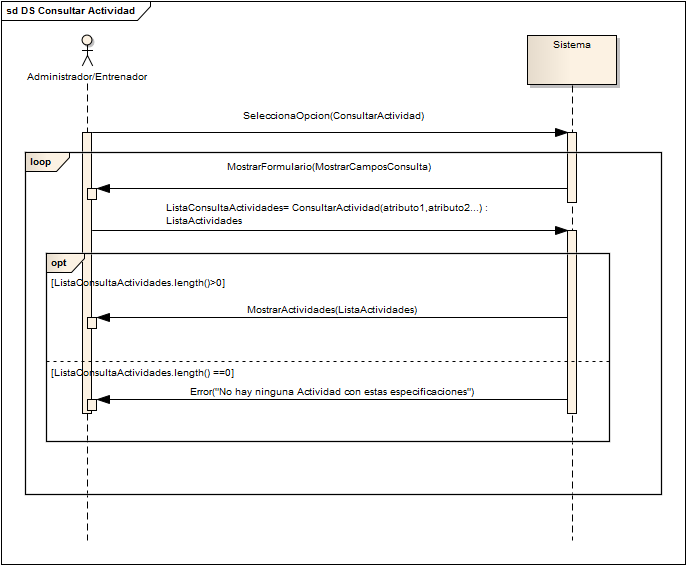 sd DS Consultar Actividad
Administrador/Entrenador
Sistema
SeleccionaOpcion(ConsultarActividad)
loop
MostrarFormulario(MostrarCamposConsulta)
ListaConsultaActividades= ConsultarActividad(atributo1,atributo2...) :
ListaActividades
opt
[ListaConsultaActividades.length()>0]
MostrarActividades(ListaActividades)
[ListaConsultaActividades.length() ==0]
Error("No hay ninguna Actividad con estas especificaciones")